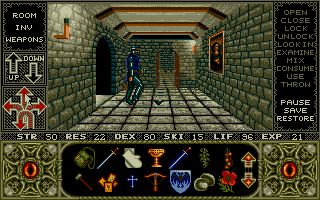 ROOM
INV
WEAPONS
UP
DOWN
OPEN
CLOSE
LOCK
UNLOCK
LOOK IN
EXAMINE
MIX
CONSUME
USE
THROW
PAUSE
SAVE
RESTORE
STR 50 RES 22 DEX 80 SKI 15 LIF 96 EXP 21